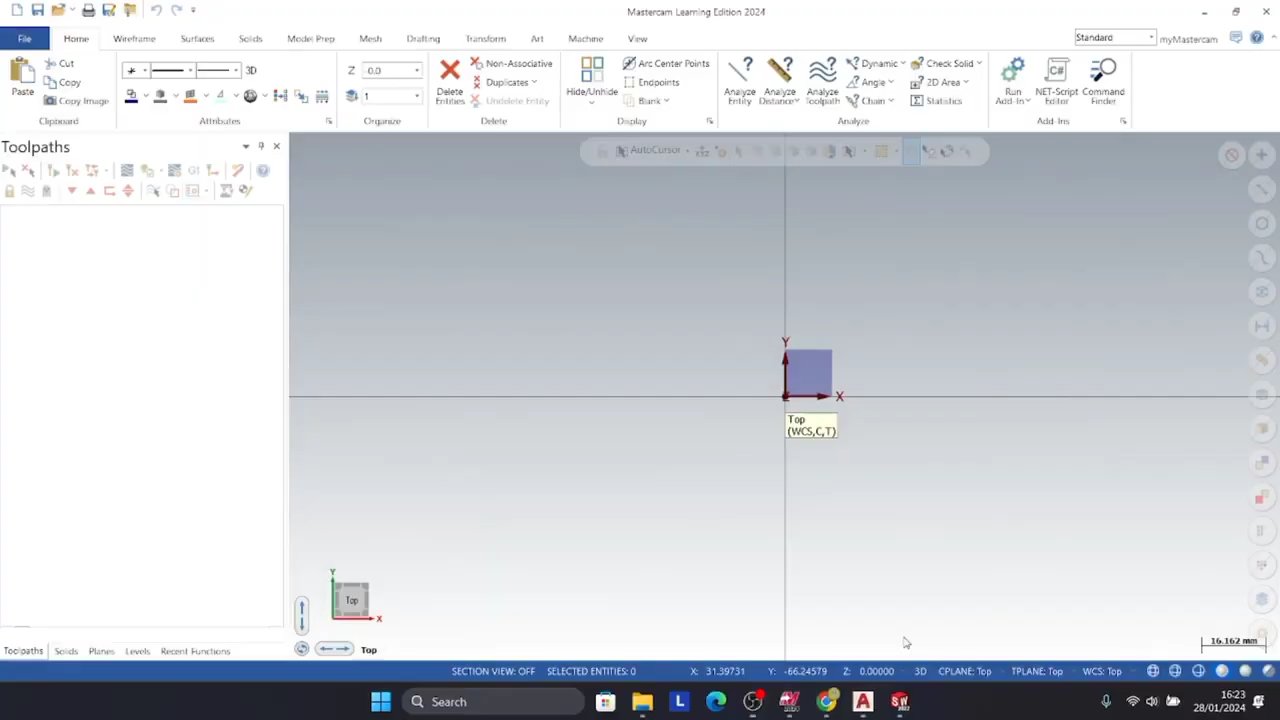 Mastercam Learning Edition 2024
File Home Wireframe Surfaces Solids Model Prep Mesh Drafting Transform Art Machine View Standard myMastercam
Paste
Cut
Copy
Copy Image
Clipboard
3D
Attributes
Z 0.0
1
Organize
Delete Entities
Non-Associative
Duplicates
Undelete Entity
Delete
Hide/Unhide
Arc Center Points
Endpoints
Blank
Display
Analyze Entity
Analyze Distance
Analyze Toolpath
Dynamic
Angle
Chain
Check Solid
2D Area
Statistics
Analyze
Run Add-In
NET-Script Editor
Command Finder
Add-Ins
Toolpaths
G1
AutoCursor
XYZ
Y
X
Top
(WCS,C,T)
Y
Top
X
Top
16.162 mm
Toolpaths Solids Planes Levels Recent Functions
SECTION VIEW: OFF SELECTED ENTITIES: 0 X: 31.39731 Y: -66.24579 Z: 0.00000 3D CPLANE: Top TPLANE: Top WCS: Top
Search
16:23
28/01/2024